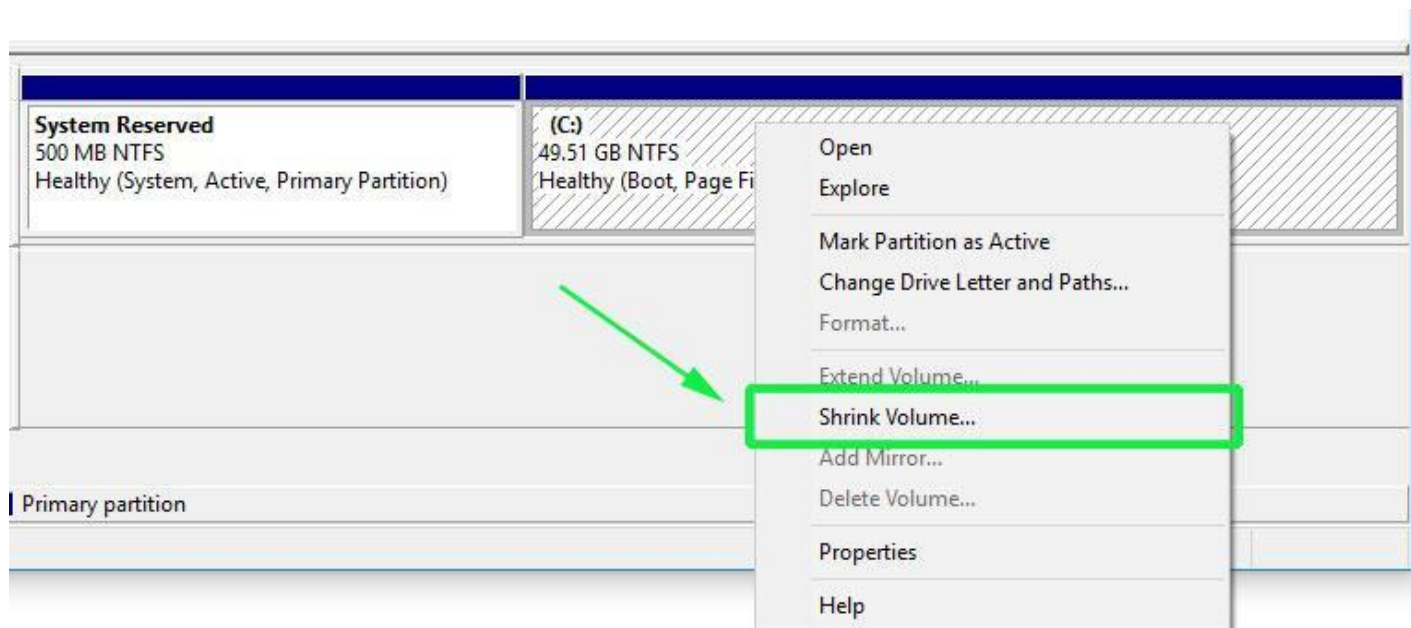 System Reserved
500 MB NTFS
Healthy (System, Active, Primary Partition)
(C:)
49.51 GB NTFS
Healthy (Boot, Page Fi
Open
Explore
Mark Partition as Active
Change Drive Letter and Paths...
Format...
Extend Volume...
Shrink Volume...
Add Mirror...
Delete Volume...
Properties
Help
Primary partition